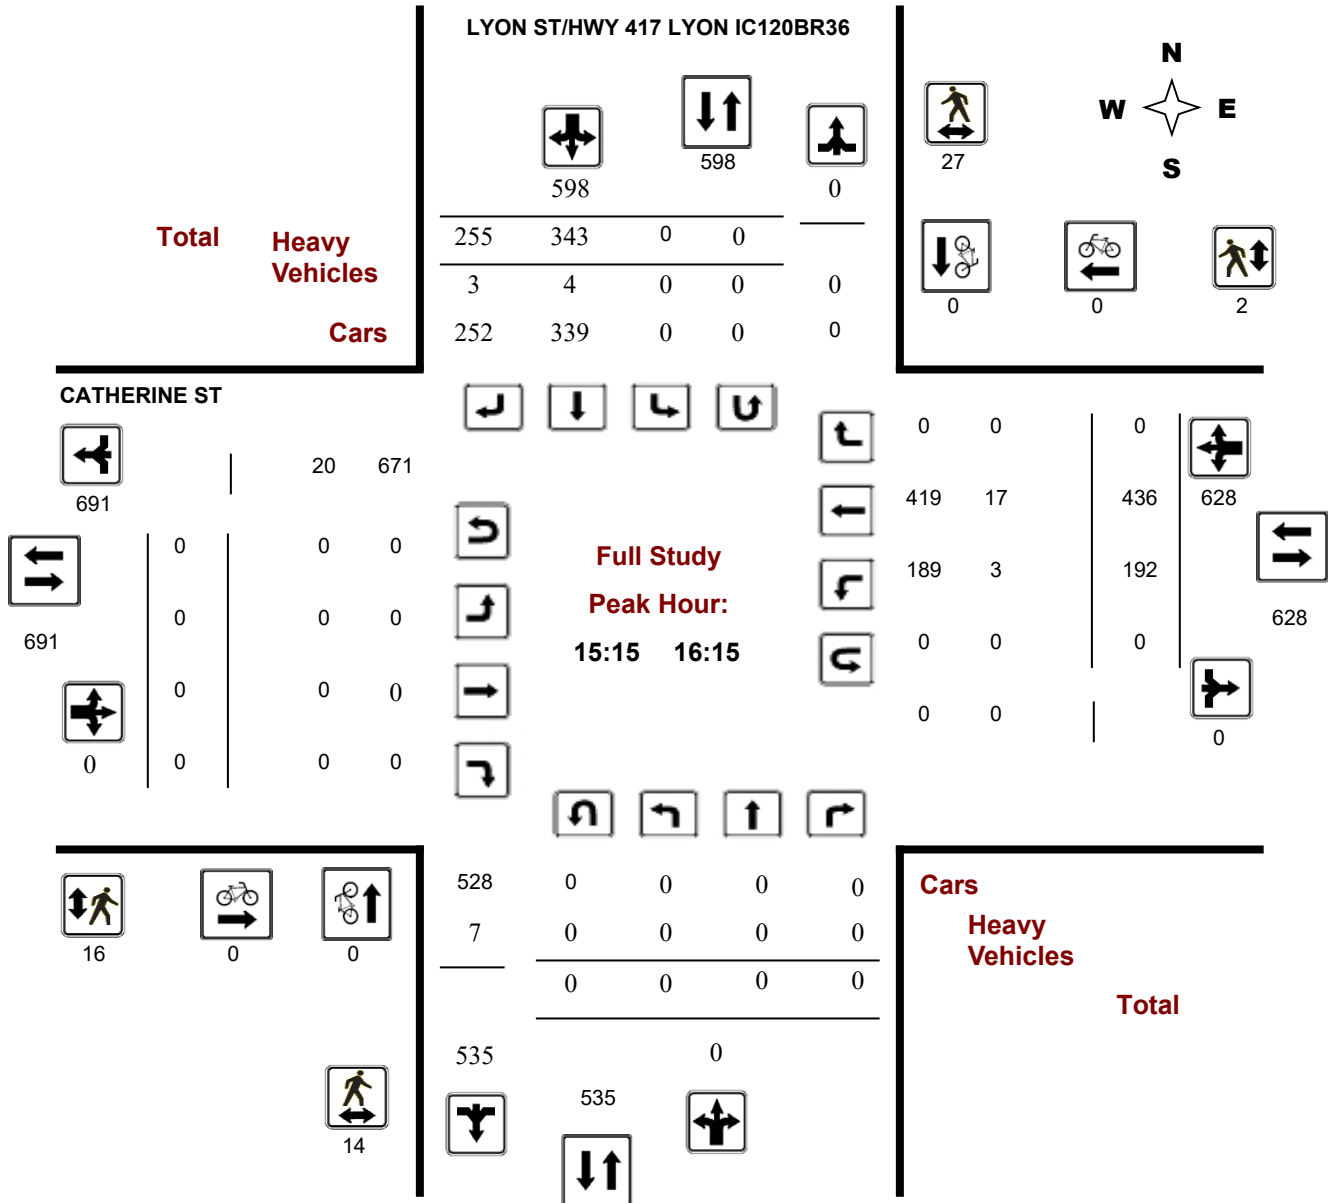 LYON ST/HWY 417 LYON IC120BR36
N
W E
S
27
598
598 0
Total Heavy
Vehicles
255 343 0 0
3 4 0 0 0
Cars
252 339 0 0 0
0 0 2
CATHERINE ST
20 671
691
0 0 0
0 0 0
691
0 0 0
0
0 0 0
Full Study
Peak Hour:
15:15 16:15
0 0 0
419 17 436 628
189 3 192
628
0 0 0
0 0
0
16 0 0
528 0 0 0 0
7 0 0 0 0
0 0 0 0
535 0
535
14
Cars
Heavy
Vehicles
Total